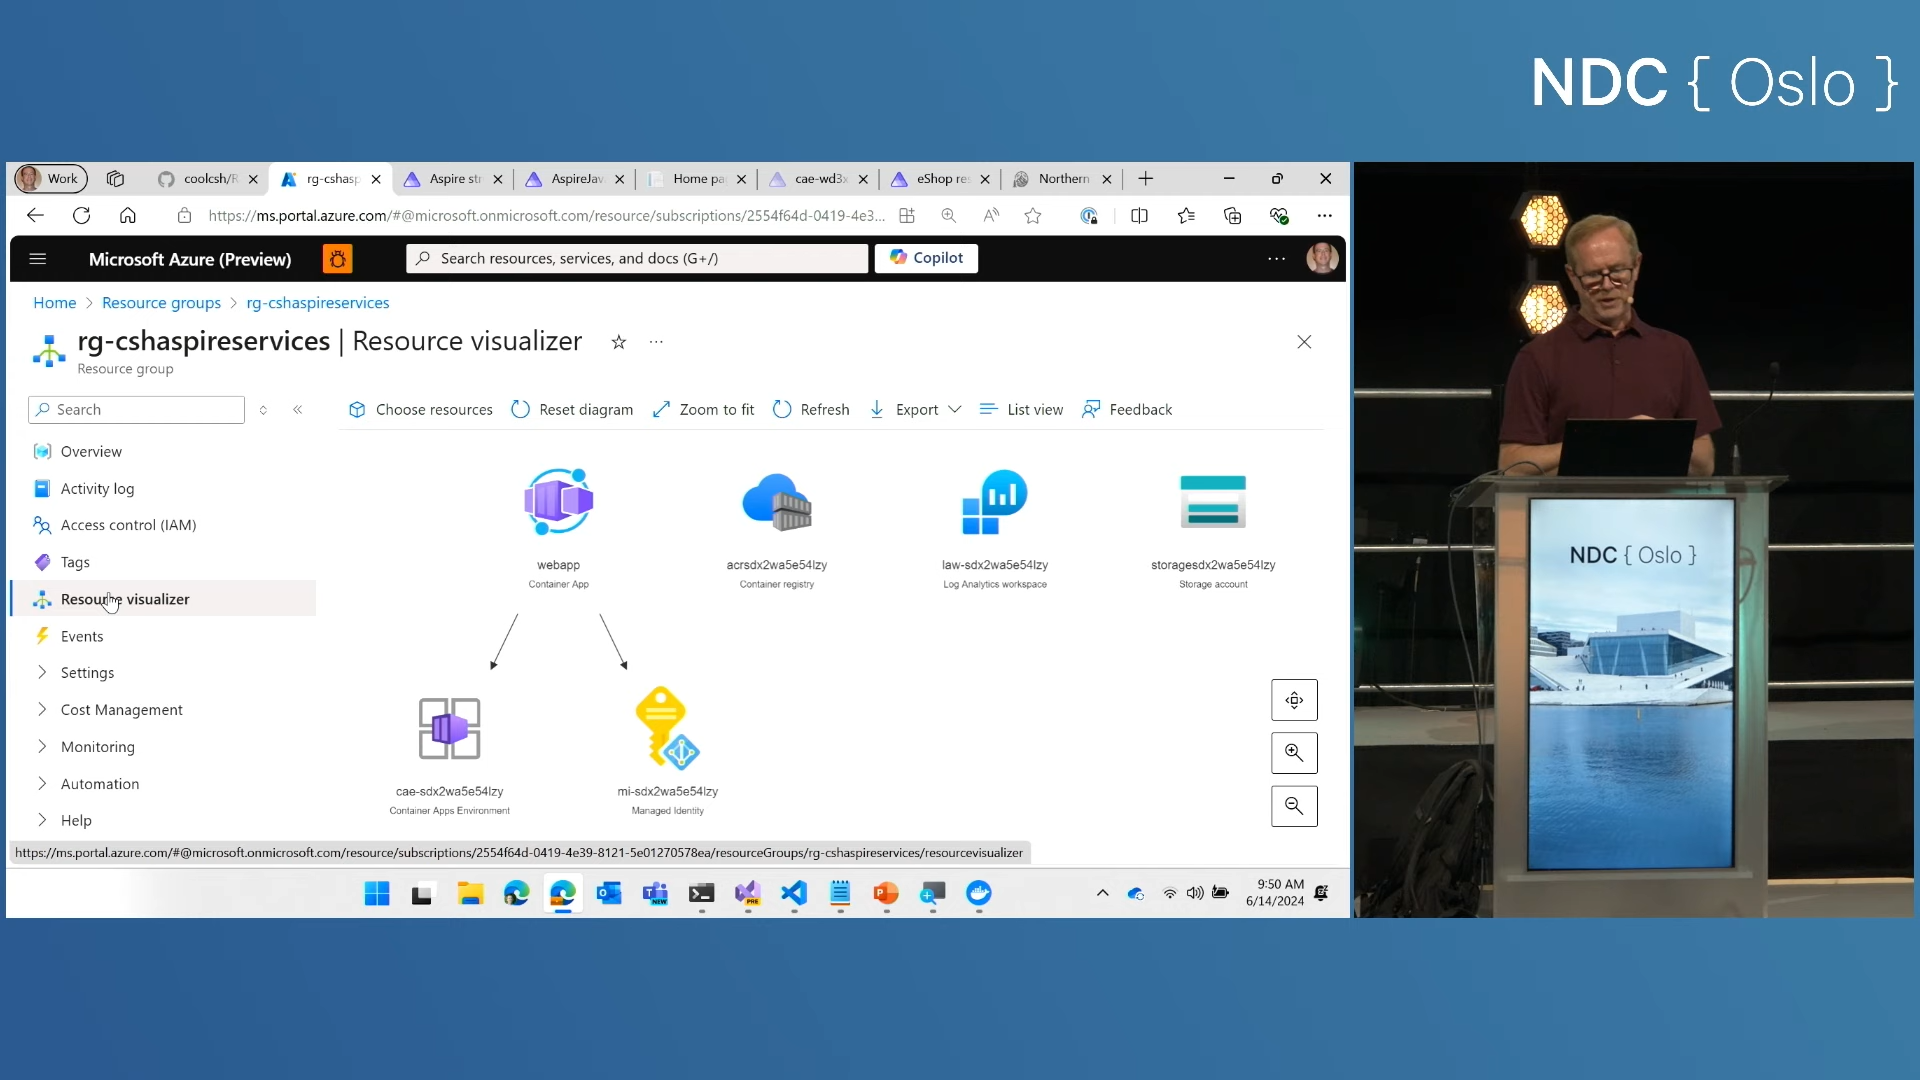 NDC { Oslo }
Work
coolcsh/R
rg-cshasp
Aspire str
AspireJav
Home pa
cae-wd3x
eShop re
Northern
https://ms.portal.azure.com/#@microsoft.onmicrosoft.com/resource/subscriptions/2554f64d-0419-4e3...
Microsoft Azure (Preview)
Search resources, services, and docs (G+/)
Copilot
Home > Resource groups > rg-cshaspireservices
rg-cshaspireservices | Resource visualizer
Resource group
Search
Choose resources
Reset diagram
Zoom to fit
Refresh
Export
List view
Feedback
Overview
Activity log
Access control (IAM)
Tags
Resource visualizer
Events
Settings
Cost Management
Monitoring
Automation
Help
webapp
Container App
acrsdx2wa5e54lzy
Container registry
law-sdx2wa5e54lzy
Log Analytics workspace
storagesdx2wa5e54lzy
Storage account
cae-sdx2wa5e54lzy
Container Apps Environment
mi-sdx2wa5e54lzy
Managed Identity
https://ms.portal.azure.com/#@microsoft.onmicrosoft.com/resource/subscriptions/2554f64d-0419-4e39-8121-5e01270578ea/resourceGroups/rg-cshaspireservices/resourcevisualizer
NEW
PRE
9:50 AM
6/14/2024
NDC { Oslo }